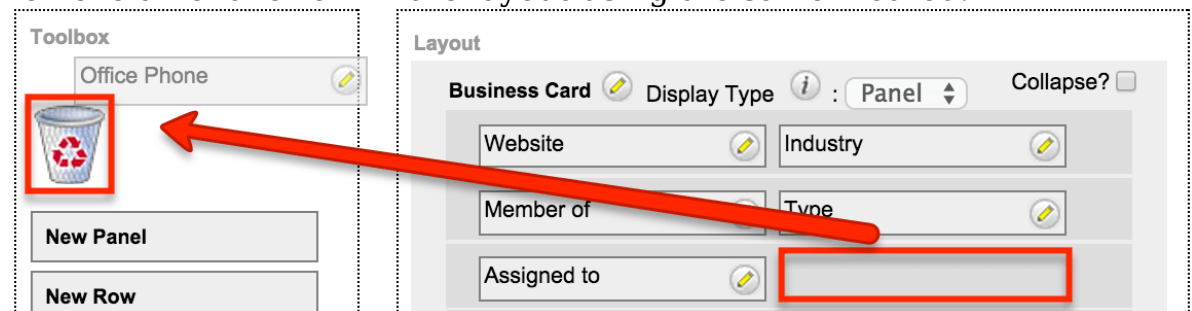 Toolbox
Office Phone
New Panel
New Row
Layout
Business Card Display Type i : Panel Collapse?
Website Industry
Member of Type
Assigned to